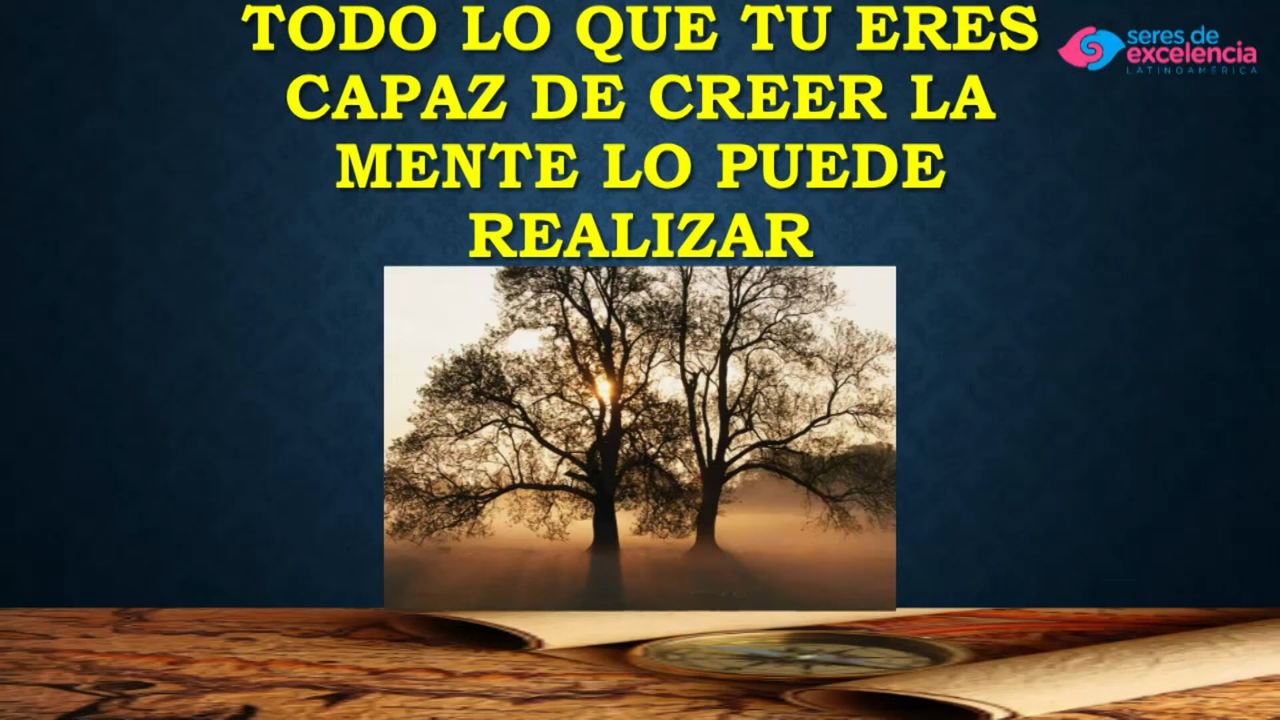 TODO LO QUE TU ERES
CAPAZ DE CREER LA
MENTE LO PUEDE
REALIZAR
seres de
excelencia
LATINOAMÉRICA